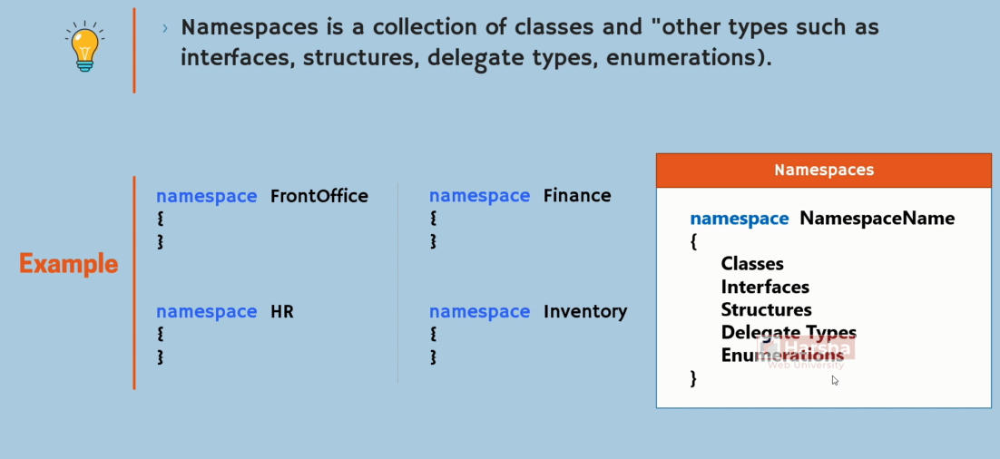 › Namespaces is a collection of classes and "other types such as
interfaces, structures, delegate types, enumerations).
Example
namespace FrontOffice
{
}
namespace HR
{
}
namespace Finance
{
}
namespace Inventory
{
}
Namespaces
namespace NamespaceName
{
Classes
Interfaces
Structures
Delegate Types
Enumerations
}
Harsha
Web University